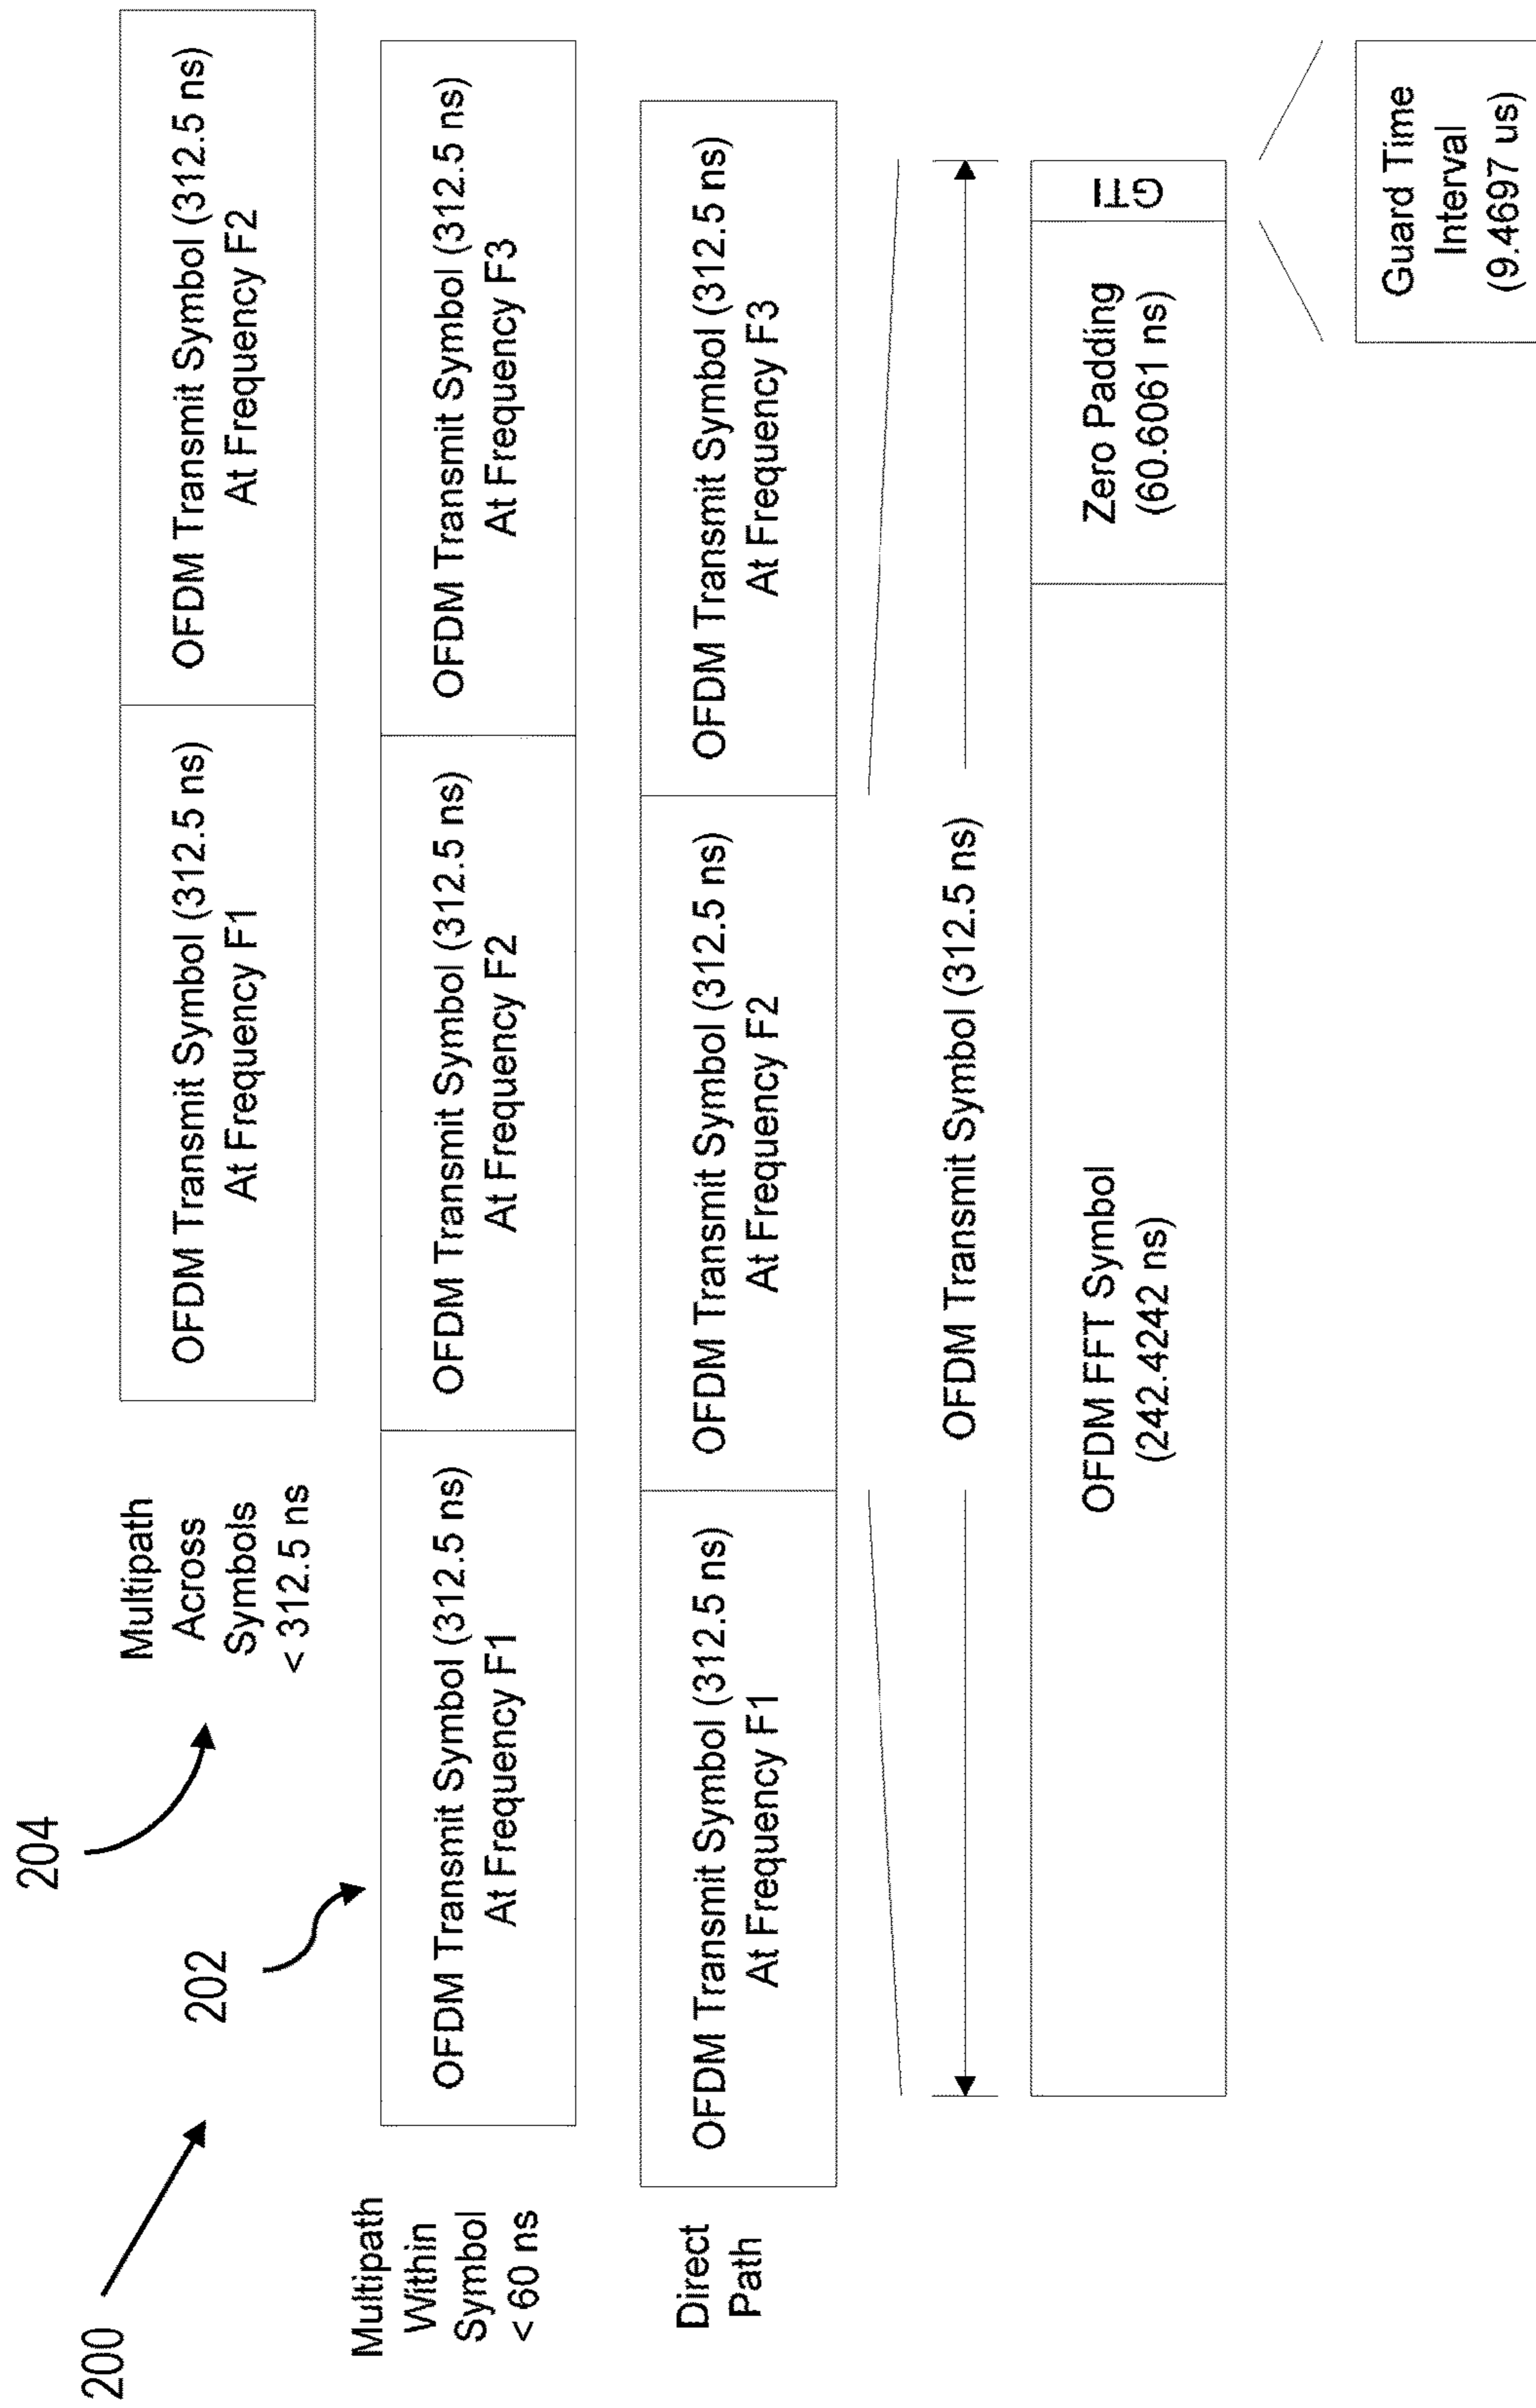 200
202
204
Multipath
Across
Symbols
< 312.5 ns
OFDM Transmit Symbol (312.5 ns)
At Frequency F1
OFDM Transmit Symbol (312.5 ns)
At Frequency F2
Multipath
Within
Symbol
< 60 ns
OFDM Transmit Symbol (312.5 ns)
At Frequency F1
OFDM Transmit Symbol (312.5 ns)
At Frequency F2
OFDM Transmit Symbol (312.5 ns)
At Frequency F3
Direct
Path
OFDM Transmit Symbol (312.5 ns)
At Frequency F1
OFDM Transmit Symbol (312.5 ns)
At Frequency F2
OFDM Transmit Symbol (312.5 ns)
At Frequency F3
OFDM Transmit Symbol (312.5 ns)
OFDM FFT Symbol
(242.4242 ns)
Zero Padding
(60.6061 ns)
GTI
Guard Time
Interval
(9.4697 us)